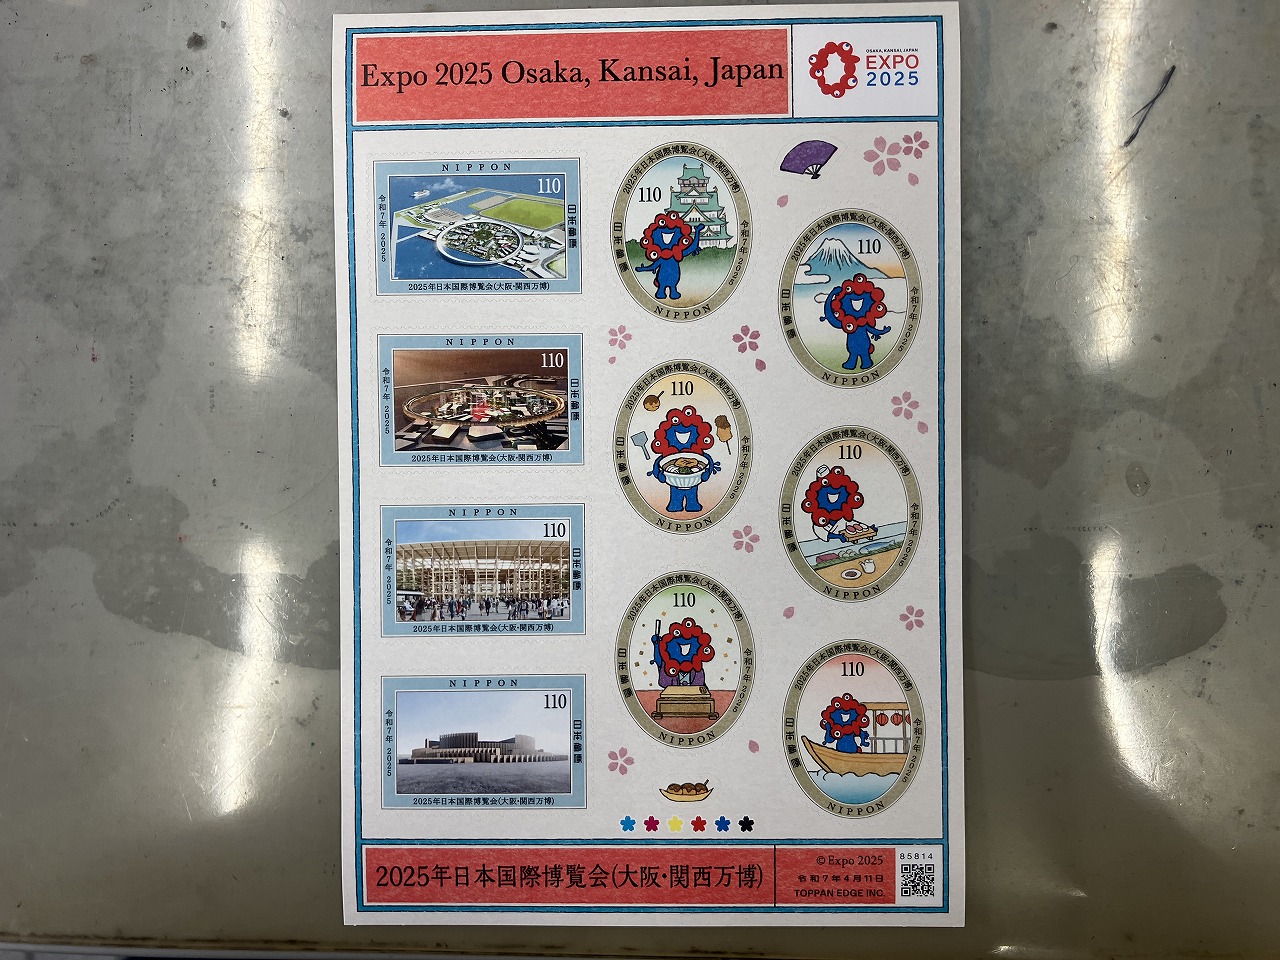 Expo 2025 Osaka, Kansai, Japan
OSAKA, KANSAI, JAPAN
EXPO
2025
NIPPON
110
令和7年 2025
日本郵便
2025年日本国際博覧会(大阪・関西万博)
NIPPON
110
令和7年 2025
日本郵便
2025年日本国際博覧会(大阪・関西万博)
NIPPON
110
令和7年 2025
日本郵便
2025年日本国際博覧会(大阪・関西万博)
NIPPON
110
令和7年 2025
日本郵便
2025年日本国際博覧会(大阪・関西万博)
2025年日本国際博覧会(大阪・関西万博)
110
日本郵便
令和7年 2025
NIPPON
2025年日本国際博覧会(大阪・関西万博)
110
日本郵便
令和7年 2025
NIPPON
2025年日本国際博覧会(大阪・関西万博)
110
日本郵便
令和7年 2025
NIPPON
2025年日本国際博覧会(大阪・関西万博)
110
日本郵便
令和7年 2025
NIPPON
2025年日本国際博覧会(大阪・関西万博)
110
日本郵便
令和7年 2025
NIPPON
2025年日本国際博覧会(大阪・関西万博)
110
日本郵便
令和7年 2025
NIPPON
2025年日本国際博覧会(大阪・関西万博)
© Expo 2025
令和7年4月11日
TOPPAN EDGE INC.
85814